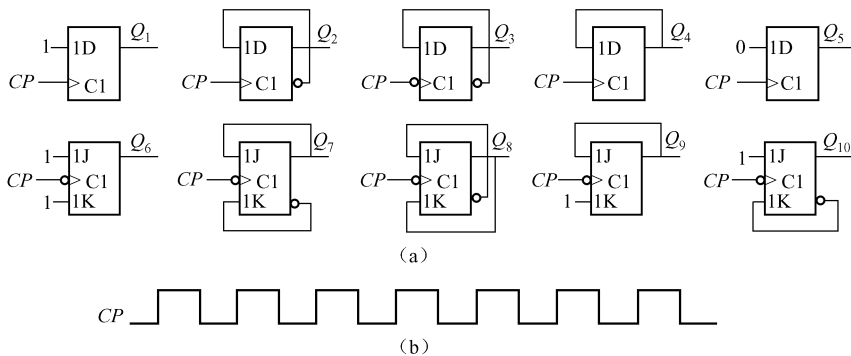 Q1 Q2 Q3 Q4 Q5
1 1D 1D 1D 1D 0 1D
CP C1 CP C1 CP C1 CP C1 CP C1
Q6 Q7 Q8 Q9 Q10
1 1J 1J 1J 1J 1 1J
CP C1 CP C1 CP C1 CP C1 CP C1
1 1K 1K 1K 1 1K 1K
(a)
CP
(b)